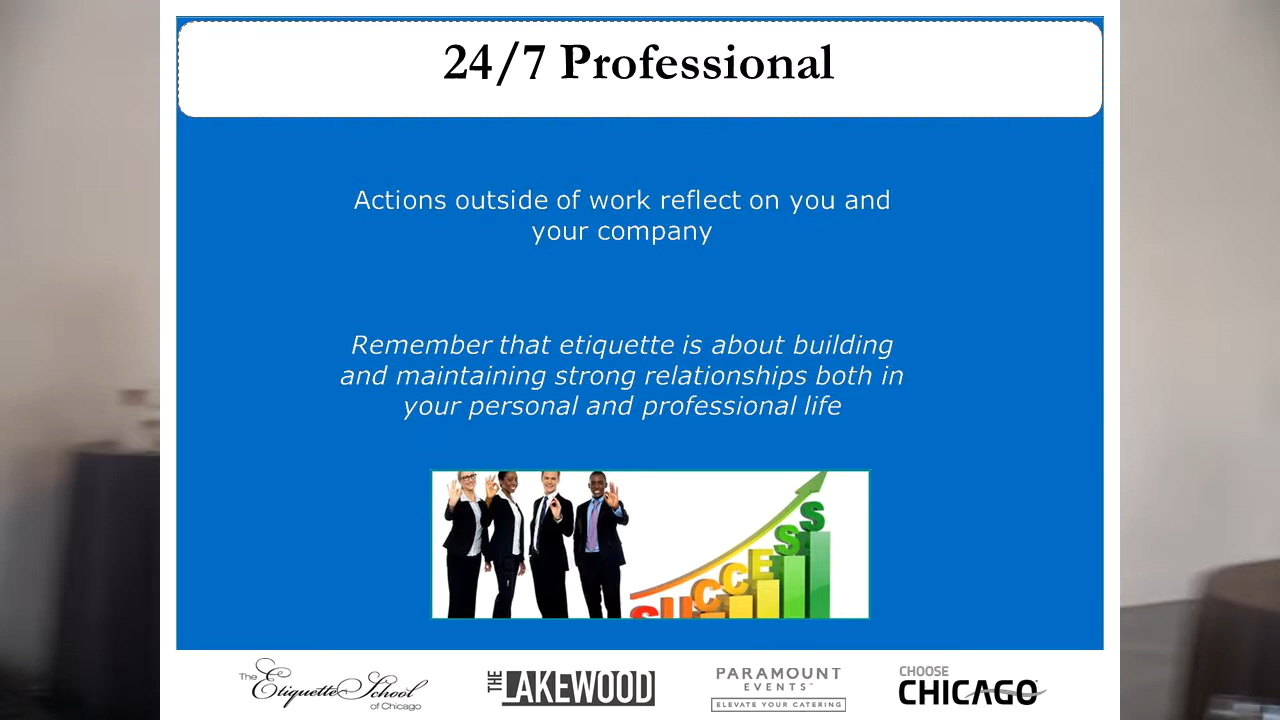 24/7 Professional
Actions outside of work reflect on you and
your company
Remember that etiquette is about building
and maintaining strong relationships both in
your personal and professional life
SUCCESS
The Etiquette School
of Chicago
THE LAKEWOOD
PARAMOUNT
EVENTS™
ELEVATE YOUR CATERING
CHOOSE
CHICAGO